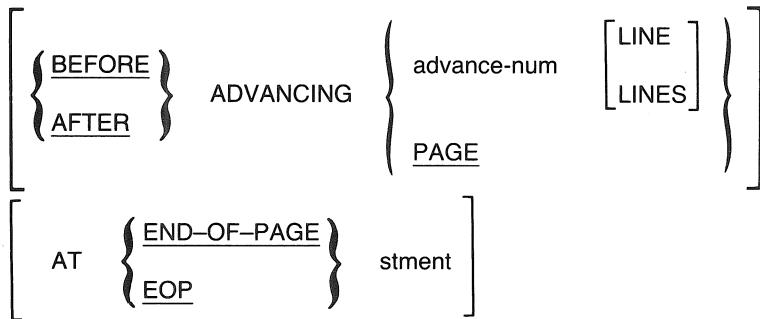 BEFORE
AFTER
ADVANCING
advance-num
LINE
LINES
PAGE
AT
END–OF–PAGE
EOP
stment